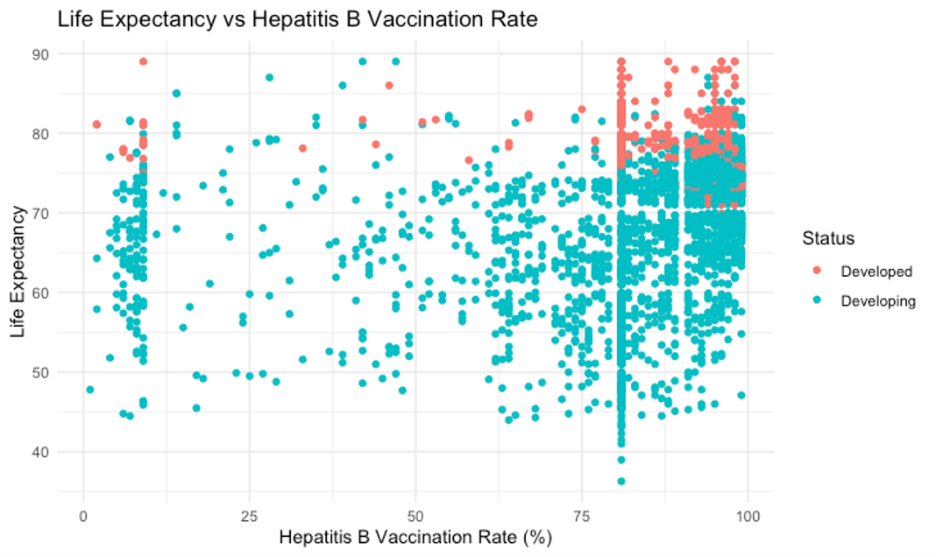 Life Expectancy vs Hepatitis B Vaccination Rate
90
80
70
60
50
40
Life Expectancy
0 25 50 75 100
Hepatitis B Vaccination Rate (%)
Status
Developed
Developing